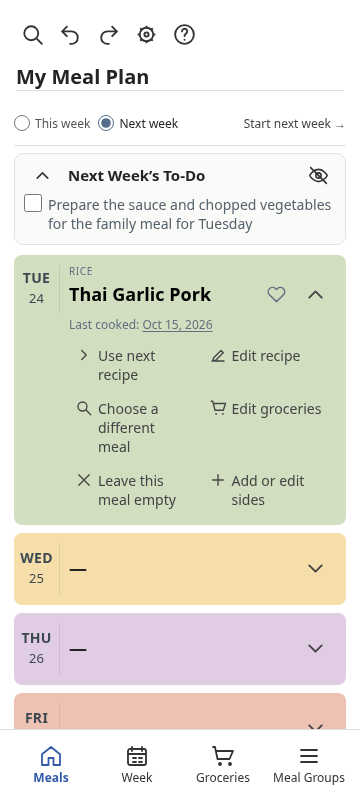 My Meal Plan
This week Next week Start next week →
Next Week's To-Do
Prepare the sauce and chopped vegetables
for the family meal for Tuesday
TUE
24
RICE
Thai Garlic Pork
Last cooked: Oct 15, 2026
Use next
recipe
Edit recipe
Choose a
different
meal
Edit groceries
Leave this
meal empty
Add or edit
sides
WED
25
—
THU
26
—
FRI
Meals
Week
Groceries
Meal Groups